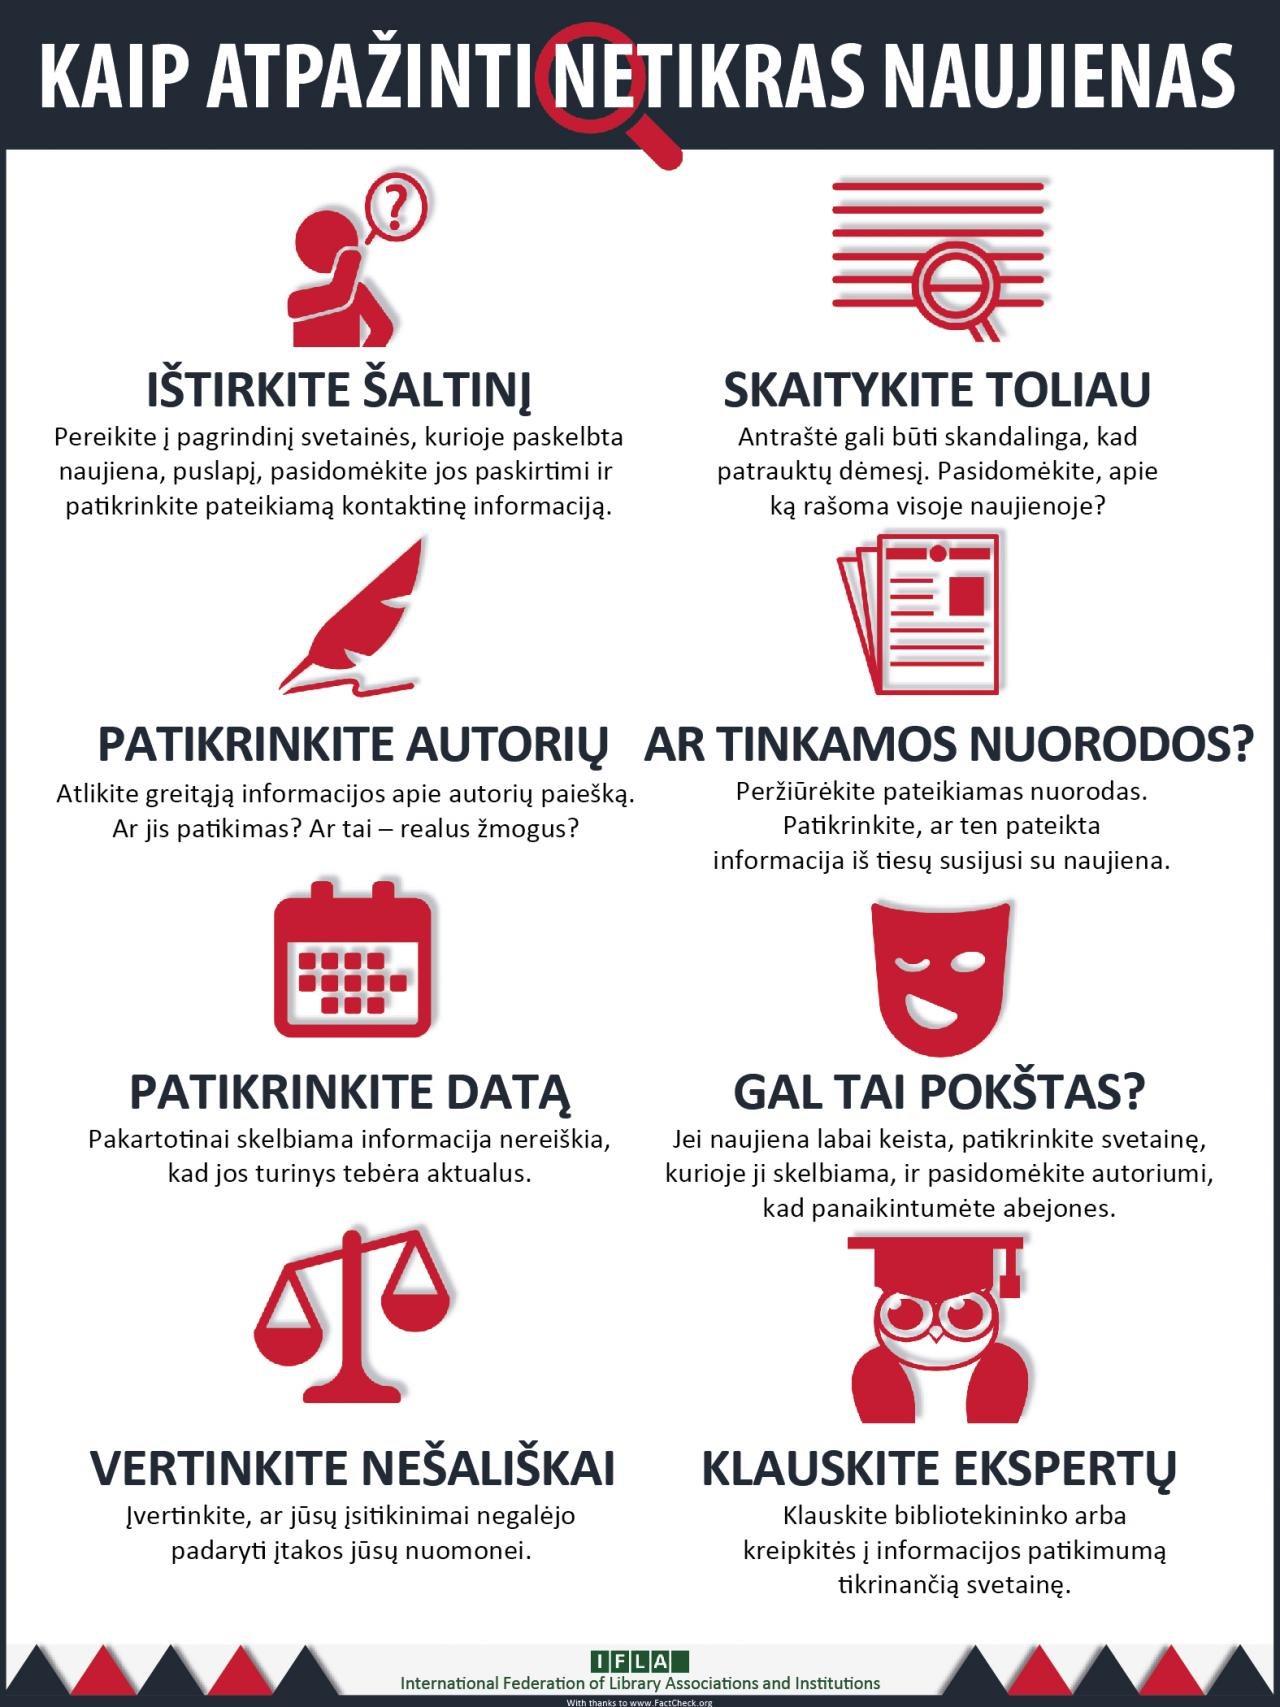 KAIP ATPAŽINTI NETIKRAS NAUJIENAS
?
IŠTIRKITE ŠALTINĮ
Pereikite į pagrindinį svetainės, kurioje paskelbta
naujiena, puslapį, pasidomėkite jos paskirtimi ir
patikrinkite pateikiamą kontaktinę informaciją.
SKAITYKITE TOLIAU
Antraštė gali būti skandalinga, kad
patrauktų dėmesį. Pasidomėkite, apie
ką rašoma visoje naujienoje?
PATIKRINKITE AUTORIŲ
Atlikite greitąją informacijos apie autorių paiešką.
Ar jis patikimas? Ar tai – realus žmogus?
AR TINKAMOS NUORODOS?
Peržiūrėkite pateikiamas nuorodas.
Patikrinkite, ar ten pateikta
informacija iš tiesų susijusi su naujiena.
PATIKRINKITE DATĄ
Pakartotinai skelbiama informacija nereiškia,
kad jos turinys tebėra aktualus.
GAL TAI POKŠTAS?
Jei naujiena labai keista, patikrinkite svetainę,
kurioje ji skelbiama, ir pasidomėkite autoriumi,
kad panaikintumėte abejones.
VERTINKITE NEŠALIŠKAI
Įvertinkite, ar jūsų įsitikinimai negalėjo
padaryti įtakos jūsų nuomonei.
KLAUSKITE EKSPERTŲ
Klauskite bibliotekininko arba
kreipkitės į informacijos patikimumą
tikrinančią svetainę.
IFLA
International Federation of Library Associations and Institutions
With thanks to www.FactCheck.org